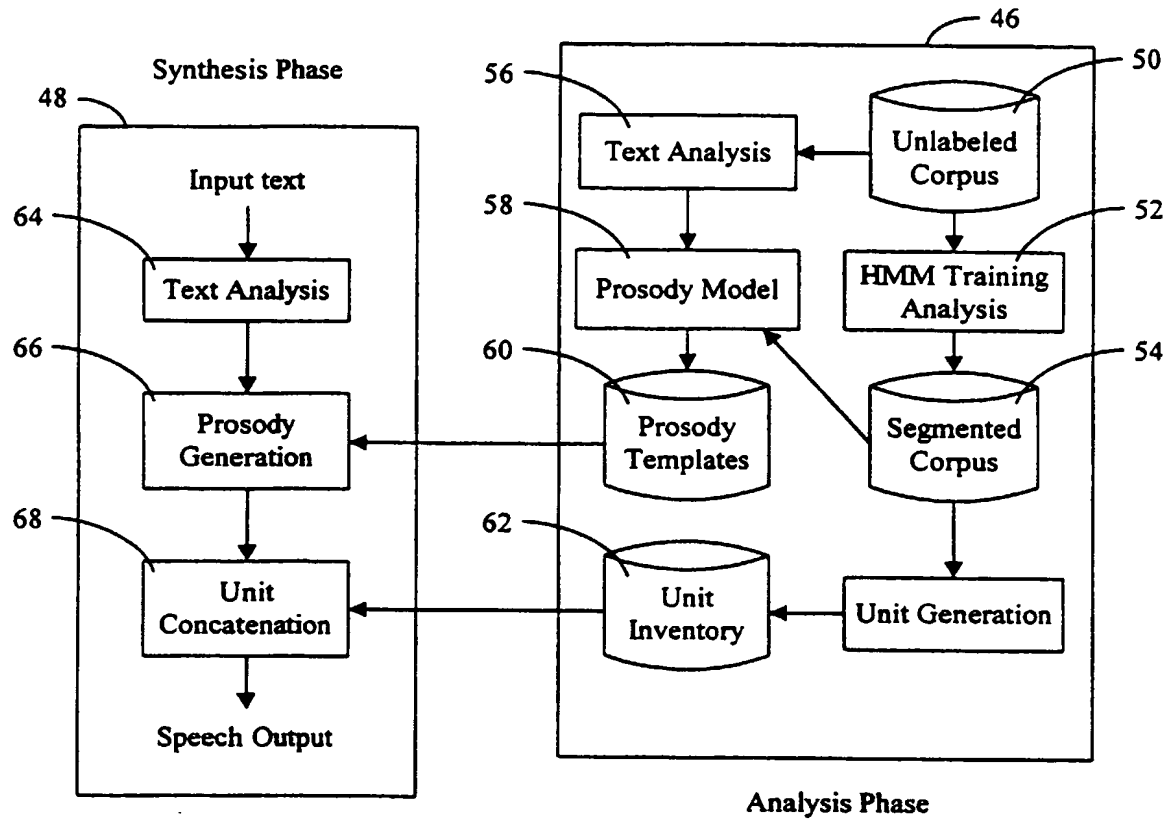 46
Synthesis Phase
50
56
48
Text Analysis
Unlabeled
Corpus
Input text
58
52
64
Text Analysis
Prosody Model
HMM Training
Analysis
66
60
54
Prosody
Generation
Prosody
Templates
Segmented
Corpus
68
62
Unit
Concatenation
Unit
Inventory
Unit Generation
Speech Output
Analysis Phase